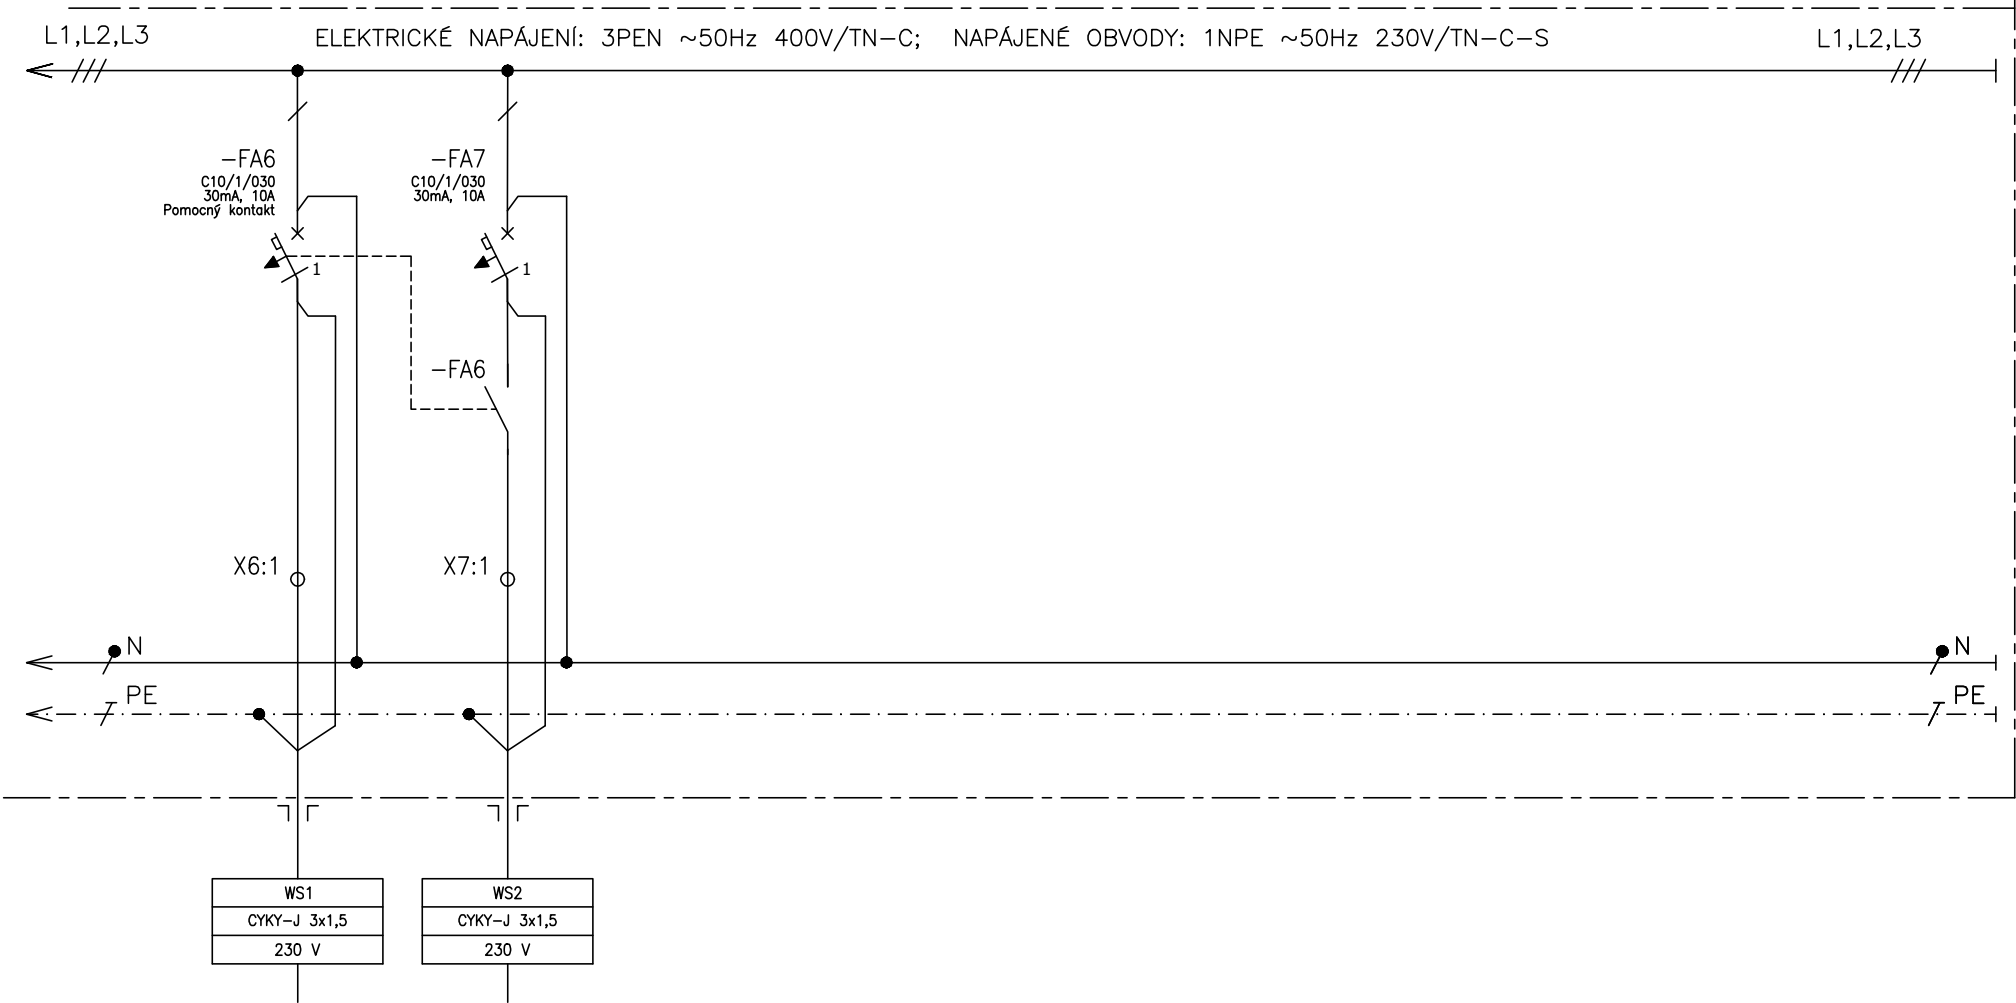 L1,L2,L3
ELEKTRICKÉ NAPÁJENÍ: 3PEN ~50Hz 400V/TN-C; NAPÁJENÉ OBVODY: 1NPE ~50Hz 230V/TN-C-S
L1,L2,L3
-FA6
C10/1/030
30mA, 10A
Pomocný kontakt
1
-FA7
C10/1/030
30mA, 10A
1
-FA6
X6:1
X7:1
N
N
PE
PE
WS1
CYKY-J 3x1,5
230 V
WS2
CYKY-J 3x1,5
230 V